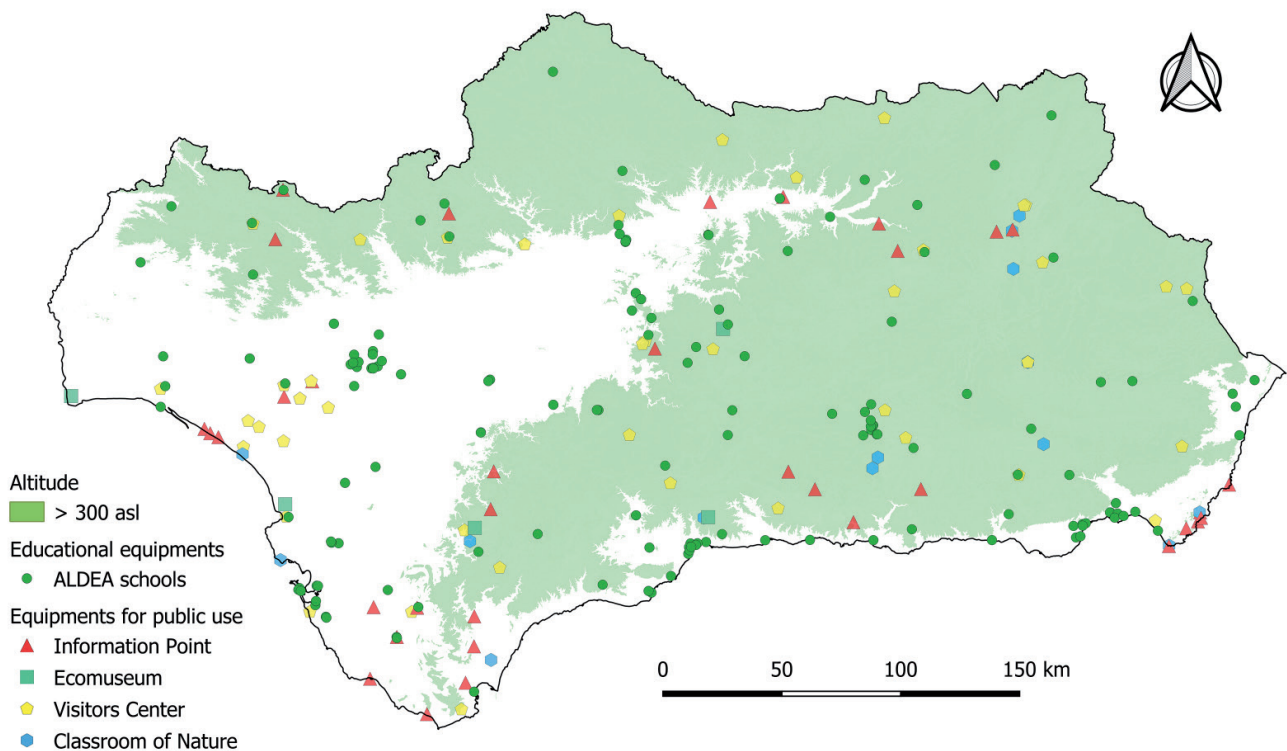 Altitude
> 300 asl
Educational equipments
ALDEA schools
Equipments for public use
Information Point
Ecomuseum
Visitors Center
Classroom of Nature
0 50 100 150 km